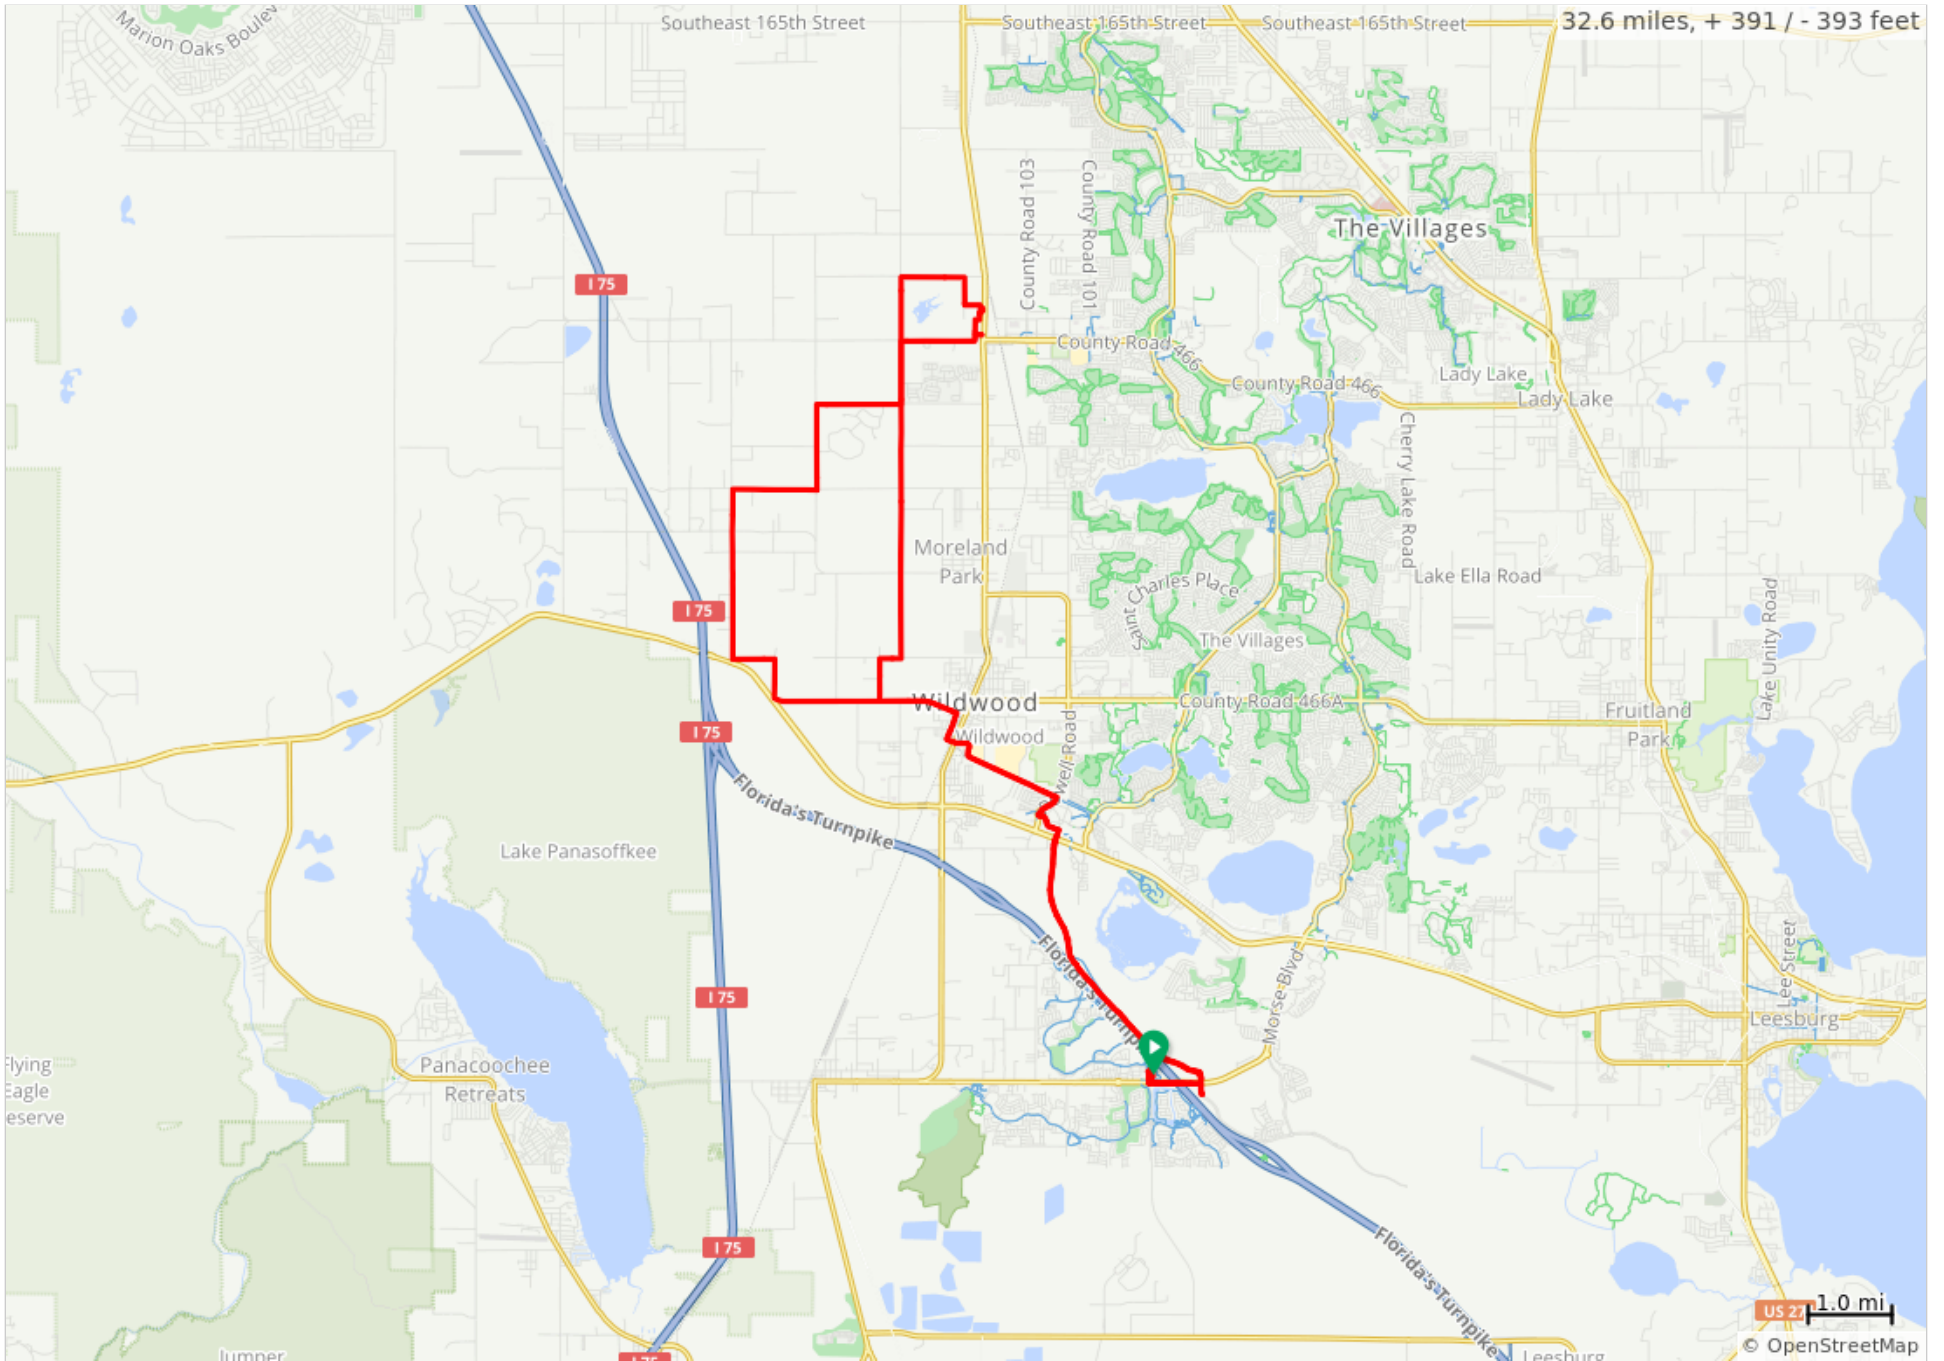 Southeast 165th Street
Southeast 165th Street
Southeast 165th Street
32.6 miles, + 391 / - 393 feet
Marion Oaks Boulev
County Road 103
County Road 101
The Villages
I 75
County Road 466
County Road 466
Lady Lake
Lady Lake
Cherry Lake Road
Moreland
Park
Lake Ella Road
Saint Charles Place
I 75
The Villages
Lake Unity Road
Wildwood
County Road 466A
Fruitland
Park
I 75
Wildwood
well Road
Florida's Turnpike
Lake Panasoffkee
Florida's Turnp
Morse Blvd
Lee Street
I 75
Leesburg
Flying
Eagle
eserve
Panacoochee
Retreats
I 75
Florida's Turnpike
US 27
1.0 mi
© OpenStreetMap
Jumper
I 75
Leesburg